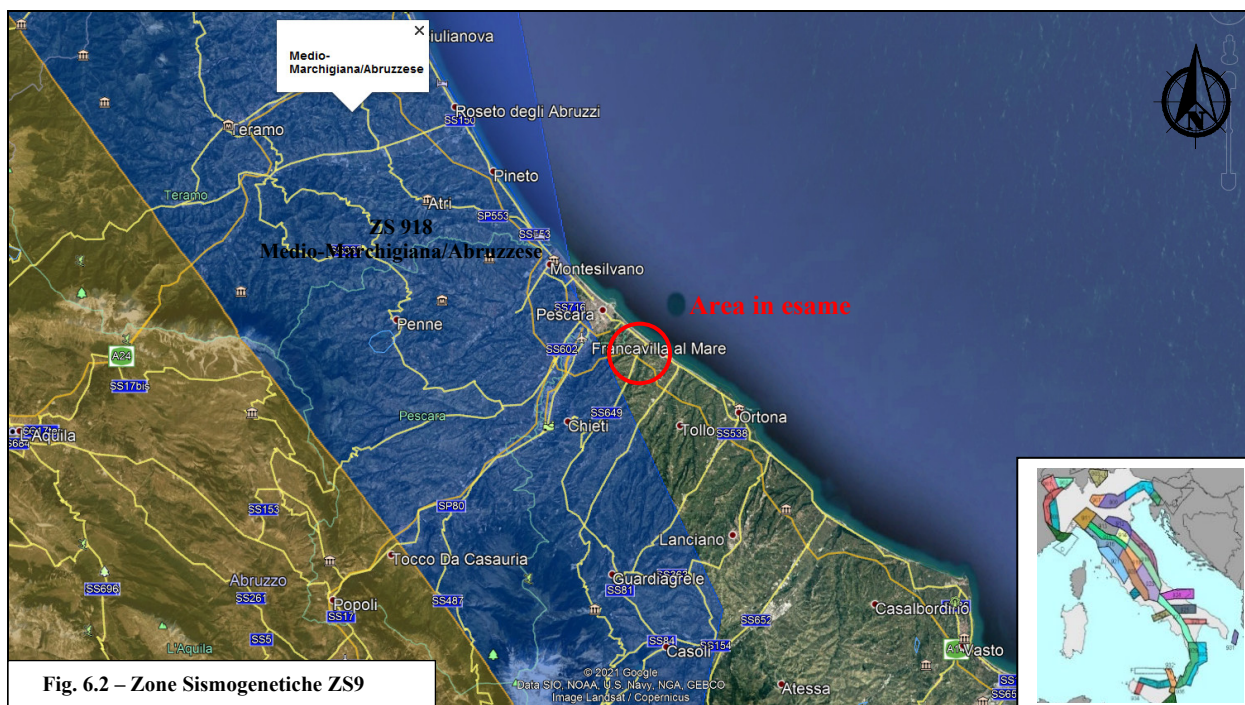 ×
Medio-
Marchigiana/Abruzzese
iulianova
Roseto degli Abruzzi
SS150
Teramo
Pineto
Teramo
Atri
SP553
ZS 918
SS553
Medio-Marchigiana/Abruzzese
Montesilvano
SS716
Area in esame
Pescara
Penne
SS602
Francavilla al Mare
A24
SS17bis
Pescara
SS649
Ortona
Chieti
Tollo
SS538
L'Aquila
SS684
SP80
SS153
Lanciano
Tocco Da Casauria
Abruzzo
Guardiagrele
SS696
SS261
SS487
SS81
Popoli
Casalbordino
SS17
SS652
SS5
SS84
SS154
L'Aquila
Casoli
Vasto
© 2021 Google
Data SIO, NOAA, U.S. Navy, NGA, GEBCO
Atessa
Image Landsat / Copernicus
N
Fig. 6.2 – Zone Sismogenetiche ZS9